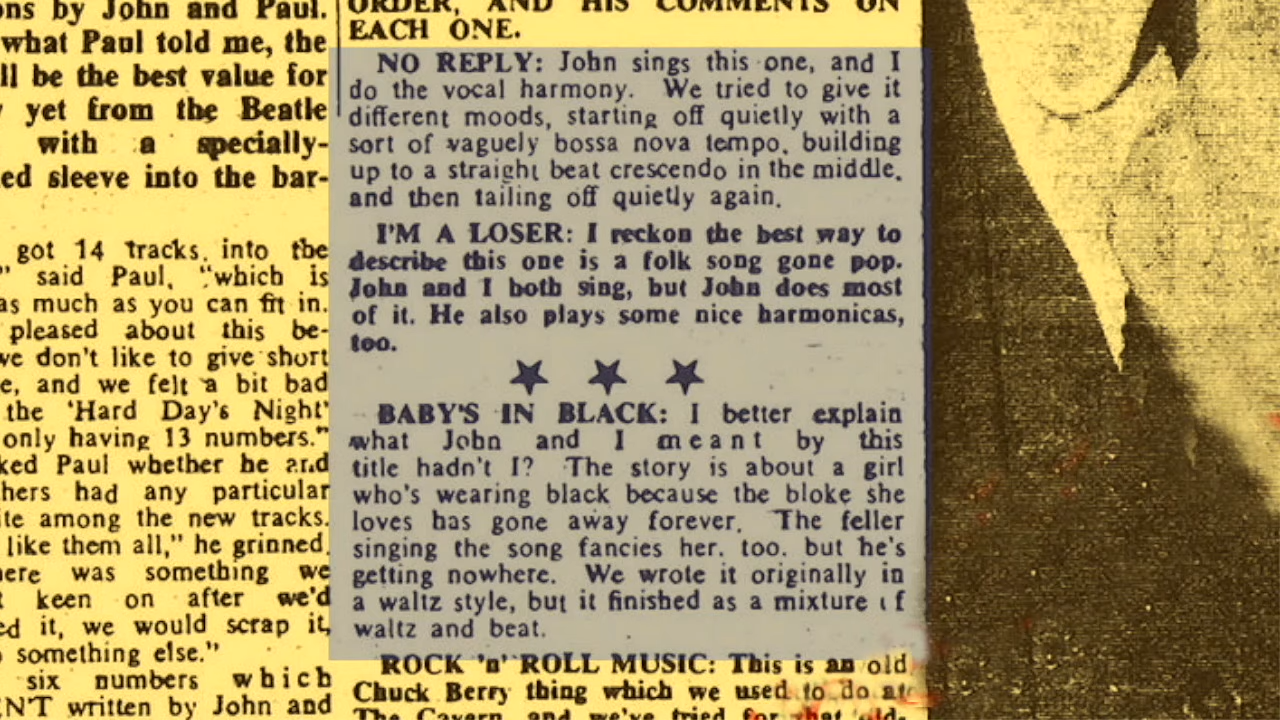 ons by John and Paul.
what Paul told me, the
ll be the best value for
yet from the Beatle
with a specially-
ed sleeve into the bar-
got 14 tracks into the
" said Paul, "which is
as much as you can fit in.
pleased about this be-
we don't like to give short
e, and we felt a bit bad
the 'Hard Day's Night'
only having 13 numbers."
ked Paul whether he and
hers had any particular
ite among the new tracks.
like them all," he grinned.
here was something we
t keen on after we'd
ed it, we would scrap it,
something else."
six numbers which
EN'T written by John and
ORDER, AND HIS COMMENTS ON
EACH ONE.
NO REPLY: John sings this one, and I
do the vocal harmony. We tried to give it
different moods, starting off quietly with a
sort of vaguely bossa nova tempo, building
up to a straight beat crescendo in the middle,
and then tailing off quietly again.
I'M A LOSER: I reckon the best way to
describe this one is a folk song gone pop.
John and I both sing, but John does most
of it. He also plays some nice harmonicas,
too.
BABY'S IN BLACK: I better explain
what John and I meant by this
title hadn't I? The story is about a girl
who's wearing black because the bloke she
loves has gone away forever. The feller
singing the song fancies her, too, but he's
getting nowhere. We wrote it originally in
a waltz style, but it finished as a mixture of
waltz and beat.
ROCK 'n' ROLL MUSIC: This is an old
Chuck Berry thing which we used to do at
The Cavern, and we've tried for that old-